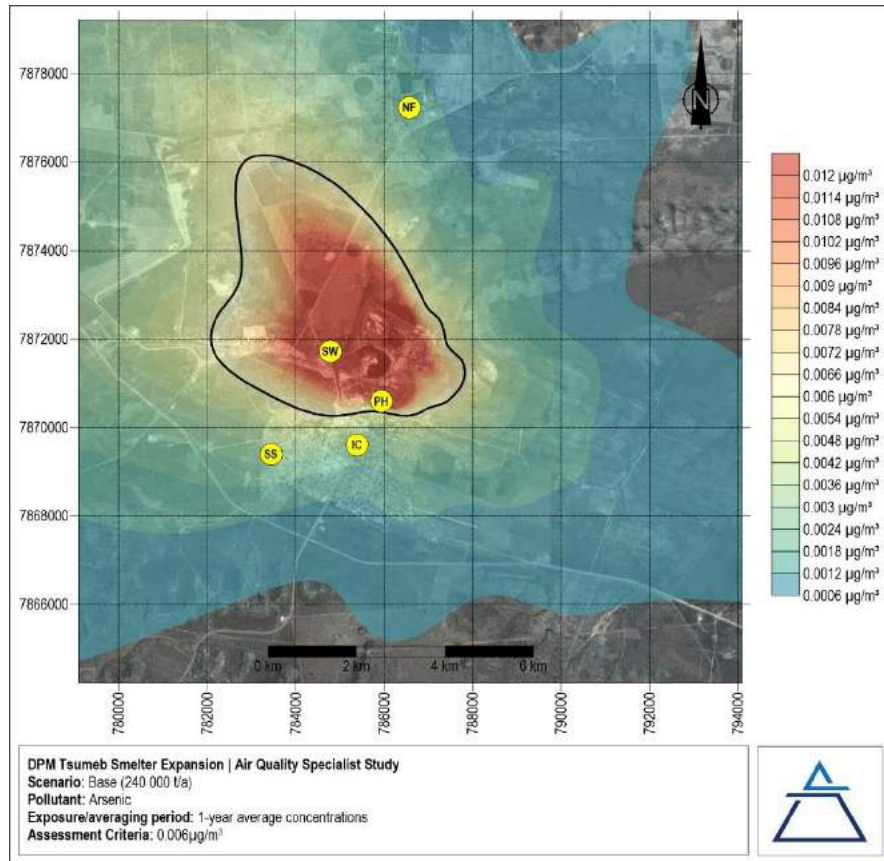 7878000
7876000
7874000
7872000
7870000
7868000
7866000
NF
N
SW
PH
IC
SS
0.012 µg/m³
0.0114 µg/m³
0.0108 µg/m³
0.0102 µg/m³
0.0096 µg/m³
0.009 µg/m³
0.0084 µg/m³
0.0078 µg/m³
0.0072 µg/m³
0.0066 µg/m³
0.006 µg/m³
0.0054 µg/m³
0.0048 µg/m³
0.0042 µg/m³
0.0036 µg/m³
0.003 µg/m³
0.0024 µg/m³
0.0018 µg/m³
0.0012 µg/m³
0.0006 µg/m³
0 km 2 km 4 km 6 km
780000 782000 784000 786000 788000 790000 792000 794000
DPM Tsumeb Smelter Expansion | Air Quality Specialist Study
Scenario: Base (240 000 t/a)
Pollutant: Arsenic
Exposure/averaging period: 1-year average concentrations
Assessment Criteria: 0.006µg/m³